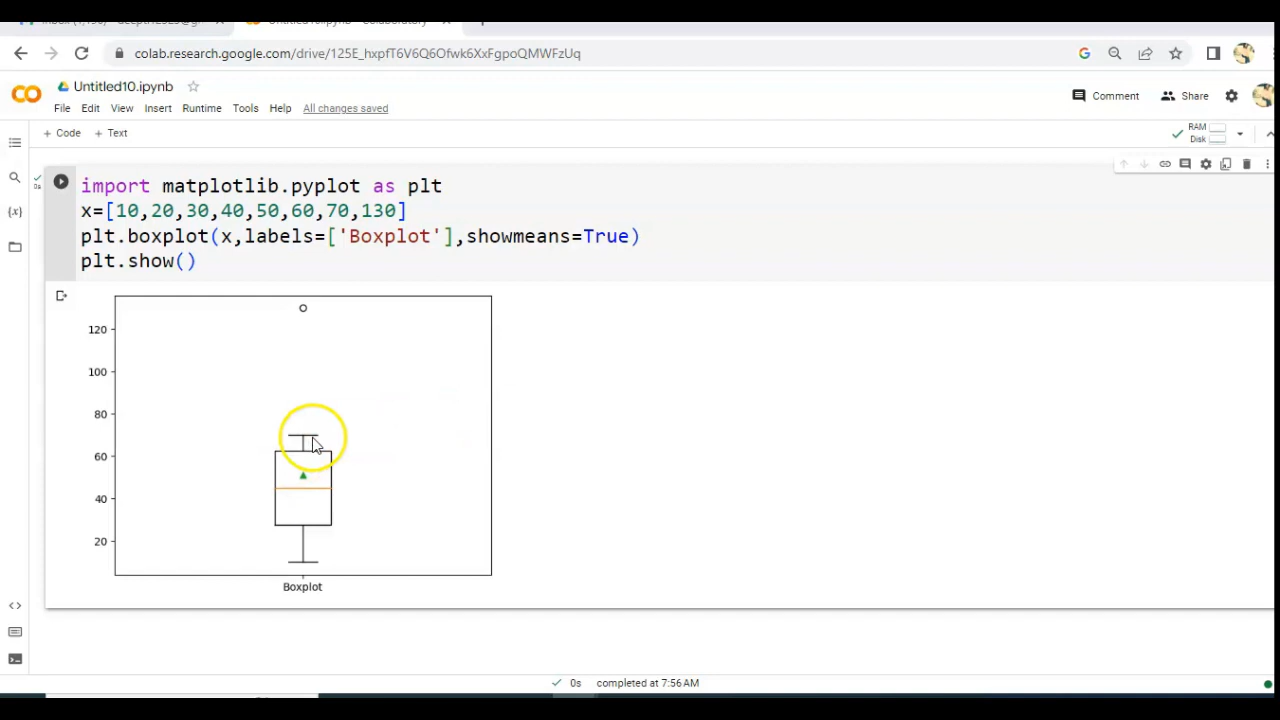 colab.research.google.com/drive/125E_hxpfT6V6Q6Ofwk6XxFgpoQMWFzUq
Untitled10.ipynb
File Edit View Insert Runtime Tools Help All changes saved
Comment Share
+ Code + Text
RAM
Disk
{x}
0s
import matplotlib.pyplot as plt
x=[10,20,30,40,50,60,70,130]
plt.boxplot(x,labels=['Boxplot'],showmeans=True)
plt.show()
120
100
80
60
40
20
Boxplot
0s completed at 7:56 AM